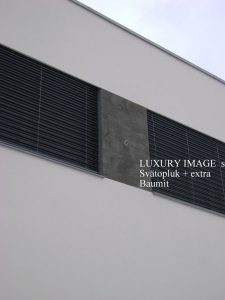 LUXURY IMAGE s
Svätopluk + extra
Baumit